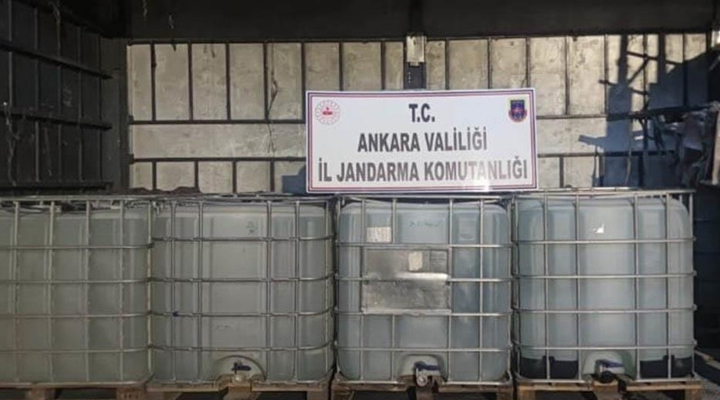 T.C.
ANKARA VALİLİĞİ
İL JANDARMA KOMUTANLIĞI